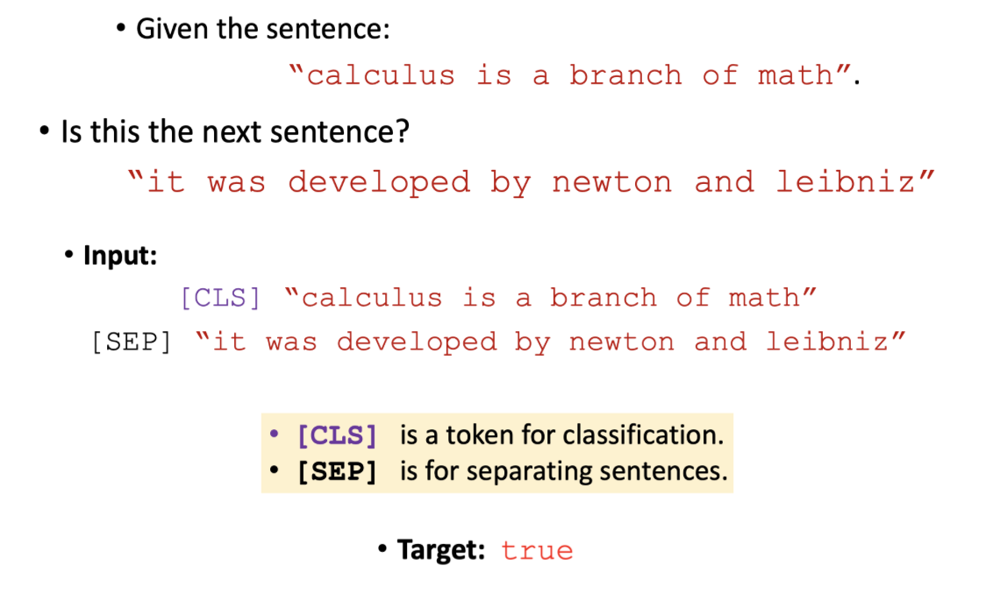 • Given the sentence:
“calculus is a branch of math”.
• Is this the next sentence?
“it was developed by newton and leibniz”
• Input:
[CLS] “calculus is a branch of math”
[SEP] “it was developed by newton and leibniz”
• [CLS] is a token for classification.
• [SEP] is for separating sentences.
• Target: true